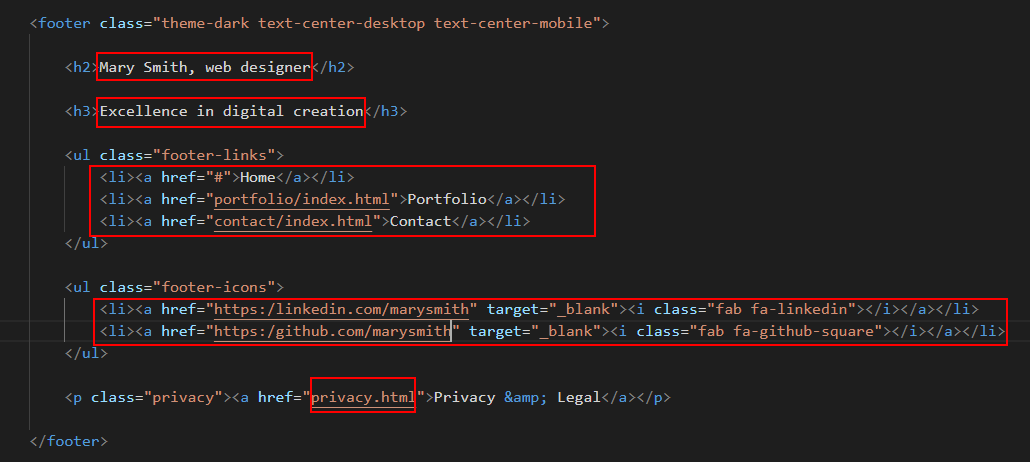 <footer class="theme-dark text-center-desktop text-center-mobile">
<h2>Mary Smith, web designer</h2>
<h3>Excellence in digital creation</h3>
<ul class="footer-links">
<li><a href="#">Home</a></li>
<li><a href="portfolio/index.html">Portfolio</a></li>
<li><a href="contact/index.html">Contact</a></li>
</ul>
<ul class="footer-icons">
<li><a href="https:/linkedin.com/marysmith" target="_blank"><i class="fab fa-linkedin"></i></a></li>
<li><a href="https:/github.com/marysmith" target="_blank"><i class="fab fa-github-square"></i></a></li>
</ul>
<p class="privacy"><a href="privacy.html">Privacy &amp; Legal</a></p>
</footer>